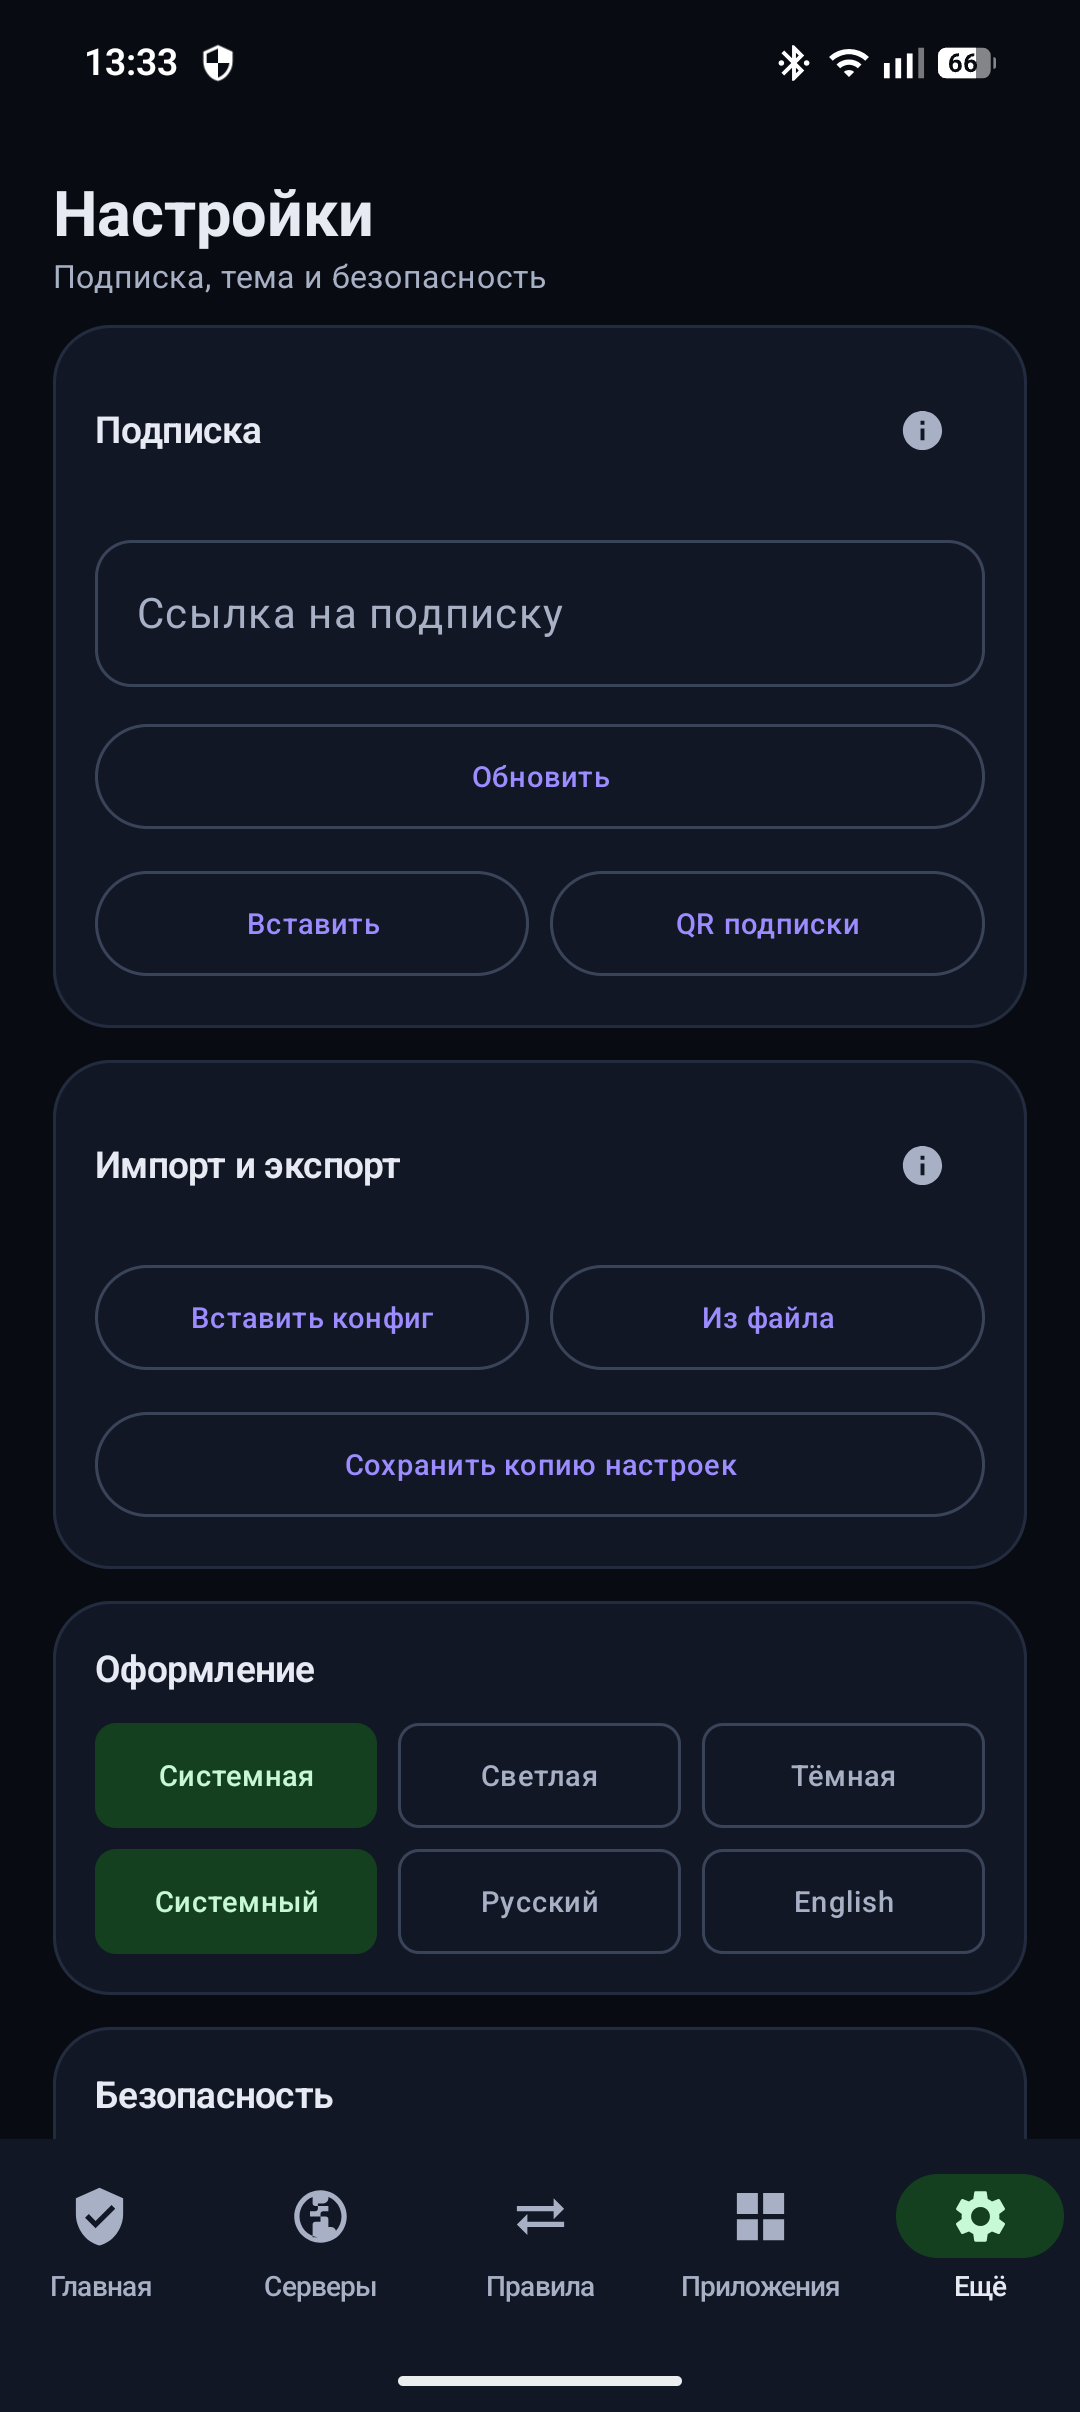 13:33
66
Настройки
Подписка, тема и безопасность
Подписка
Ссылка на подписку
Обновить
Вставить
QR подписки
Импорт и экспорт
Вставить конфиг
Из файла
Сохранить копию настроек
Оформление
Системная
Светлая
Тёмная
Системный
Русский
English
Безопасность
Главная
Серверы
Правила
Приложения
Ещё